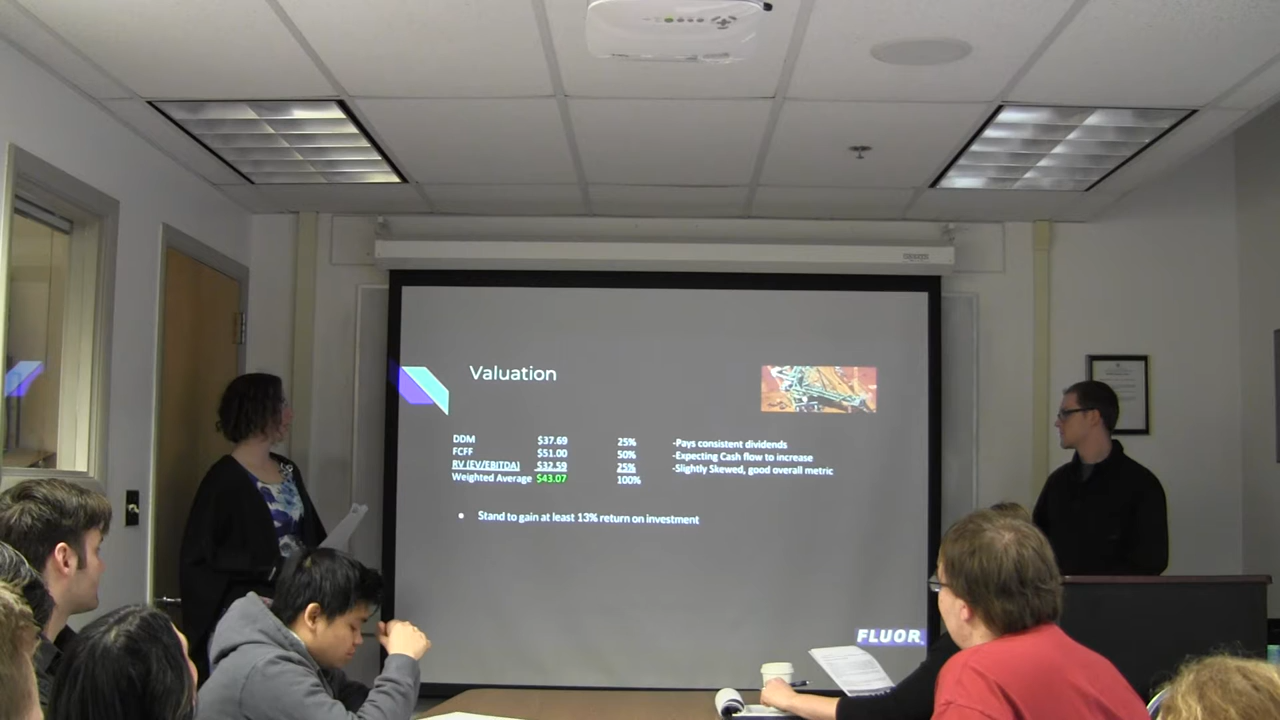 Valuation
DDM $37.69 25% -Pays consistent dividends
FCFF $51.00 50% -Expecting Cash flow to increase
RV (EV/EBITDA) $32.59 25% -Slightly Skewed, good overall metric
Weighted Average $43.07 100%
• Stand to gain at least 13% return on investment
FLUOR